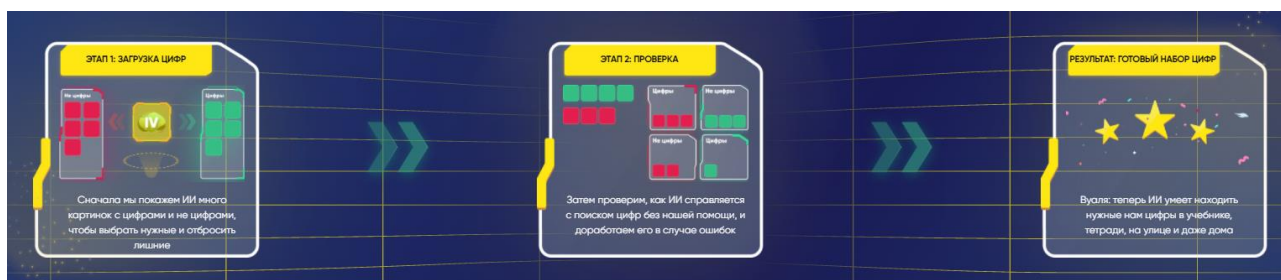 ЭТАП 1: ЗАГРУЗКА ЦИФР
Не цифры
Цифры
IV
Сначала мы покажем ИИ много
картинок с цифрами и не цифрами,
чтобы выбрать нужные и отбросить
лишние
ЭТАП 2: ПРОВЕРКА
Цифры
Не цифры
Не цифры
Цифры
Затем проверим, как ИИ справляется
с поиском цифр без нашей помощи, и
доработаем его в случае ошибок
РЕЗУЛЬТАТ: ГОТОВЫЙ НАБОР ЦИФР
Вуаля: теперь ИИ умеет находить
нужные нам цифры в учебнике,
тетради, на улице и даже дома